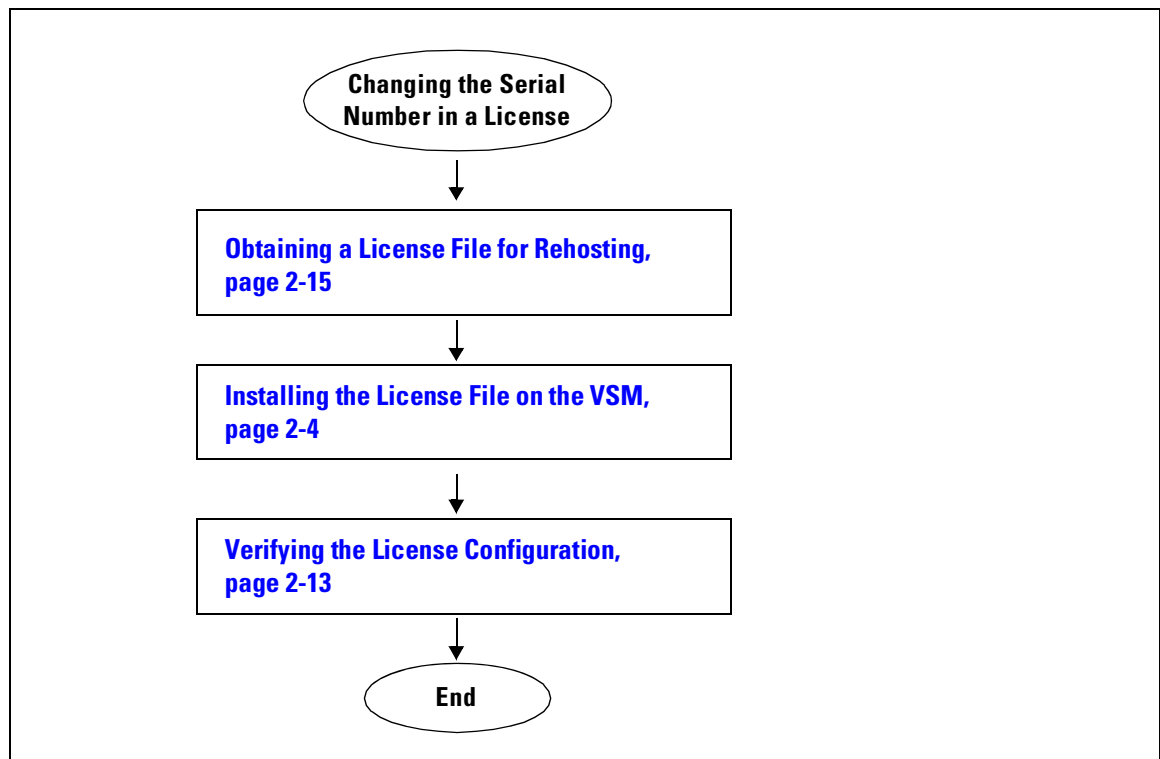 Changing the Serial
Number in a License
Obtaining a License File for Rehosting,
page 2-15
Installing the License File on the VSM,
page 2-4
Verifying the License Configuration,
page 2-13
End